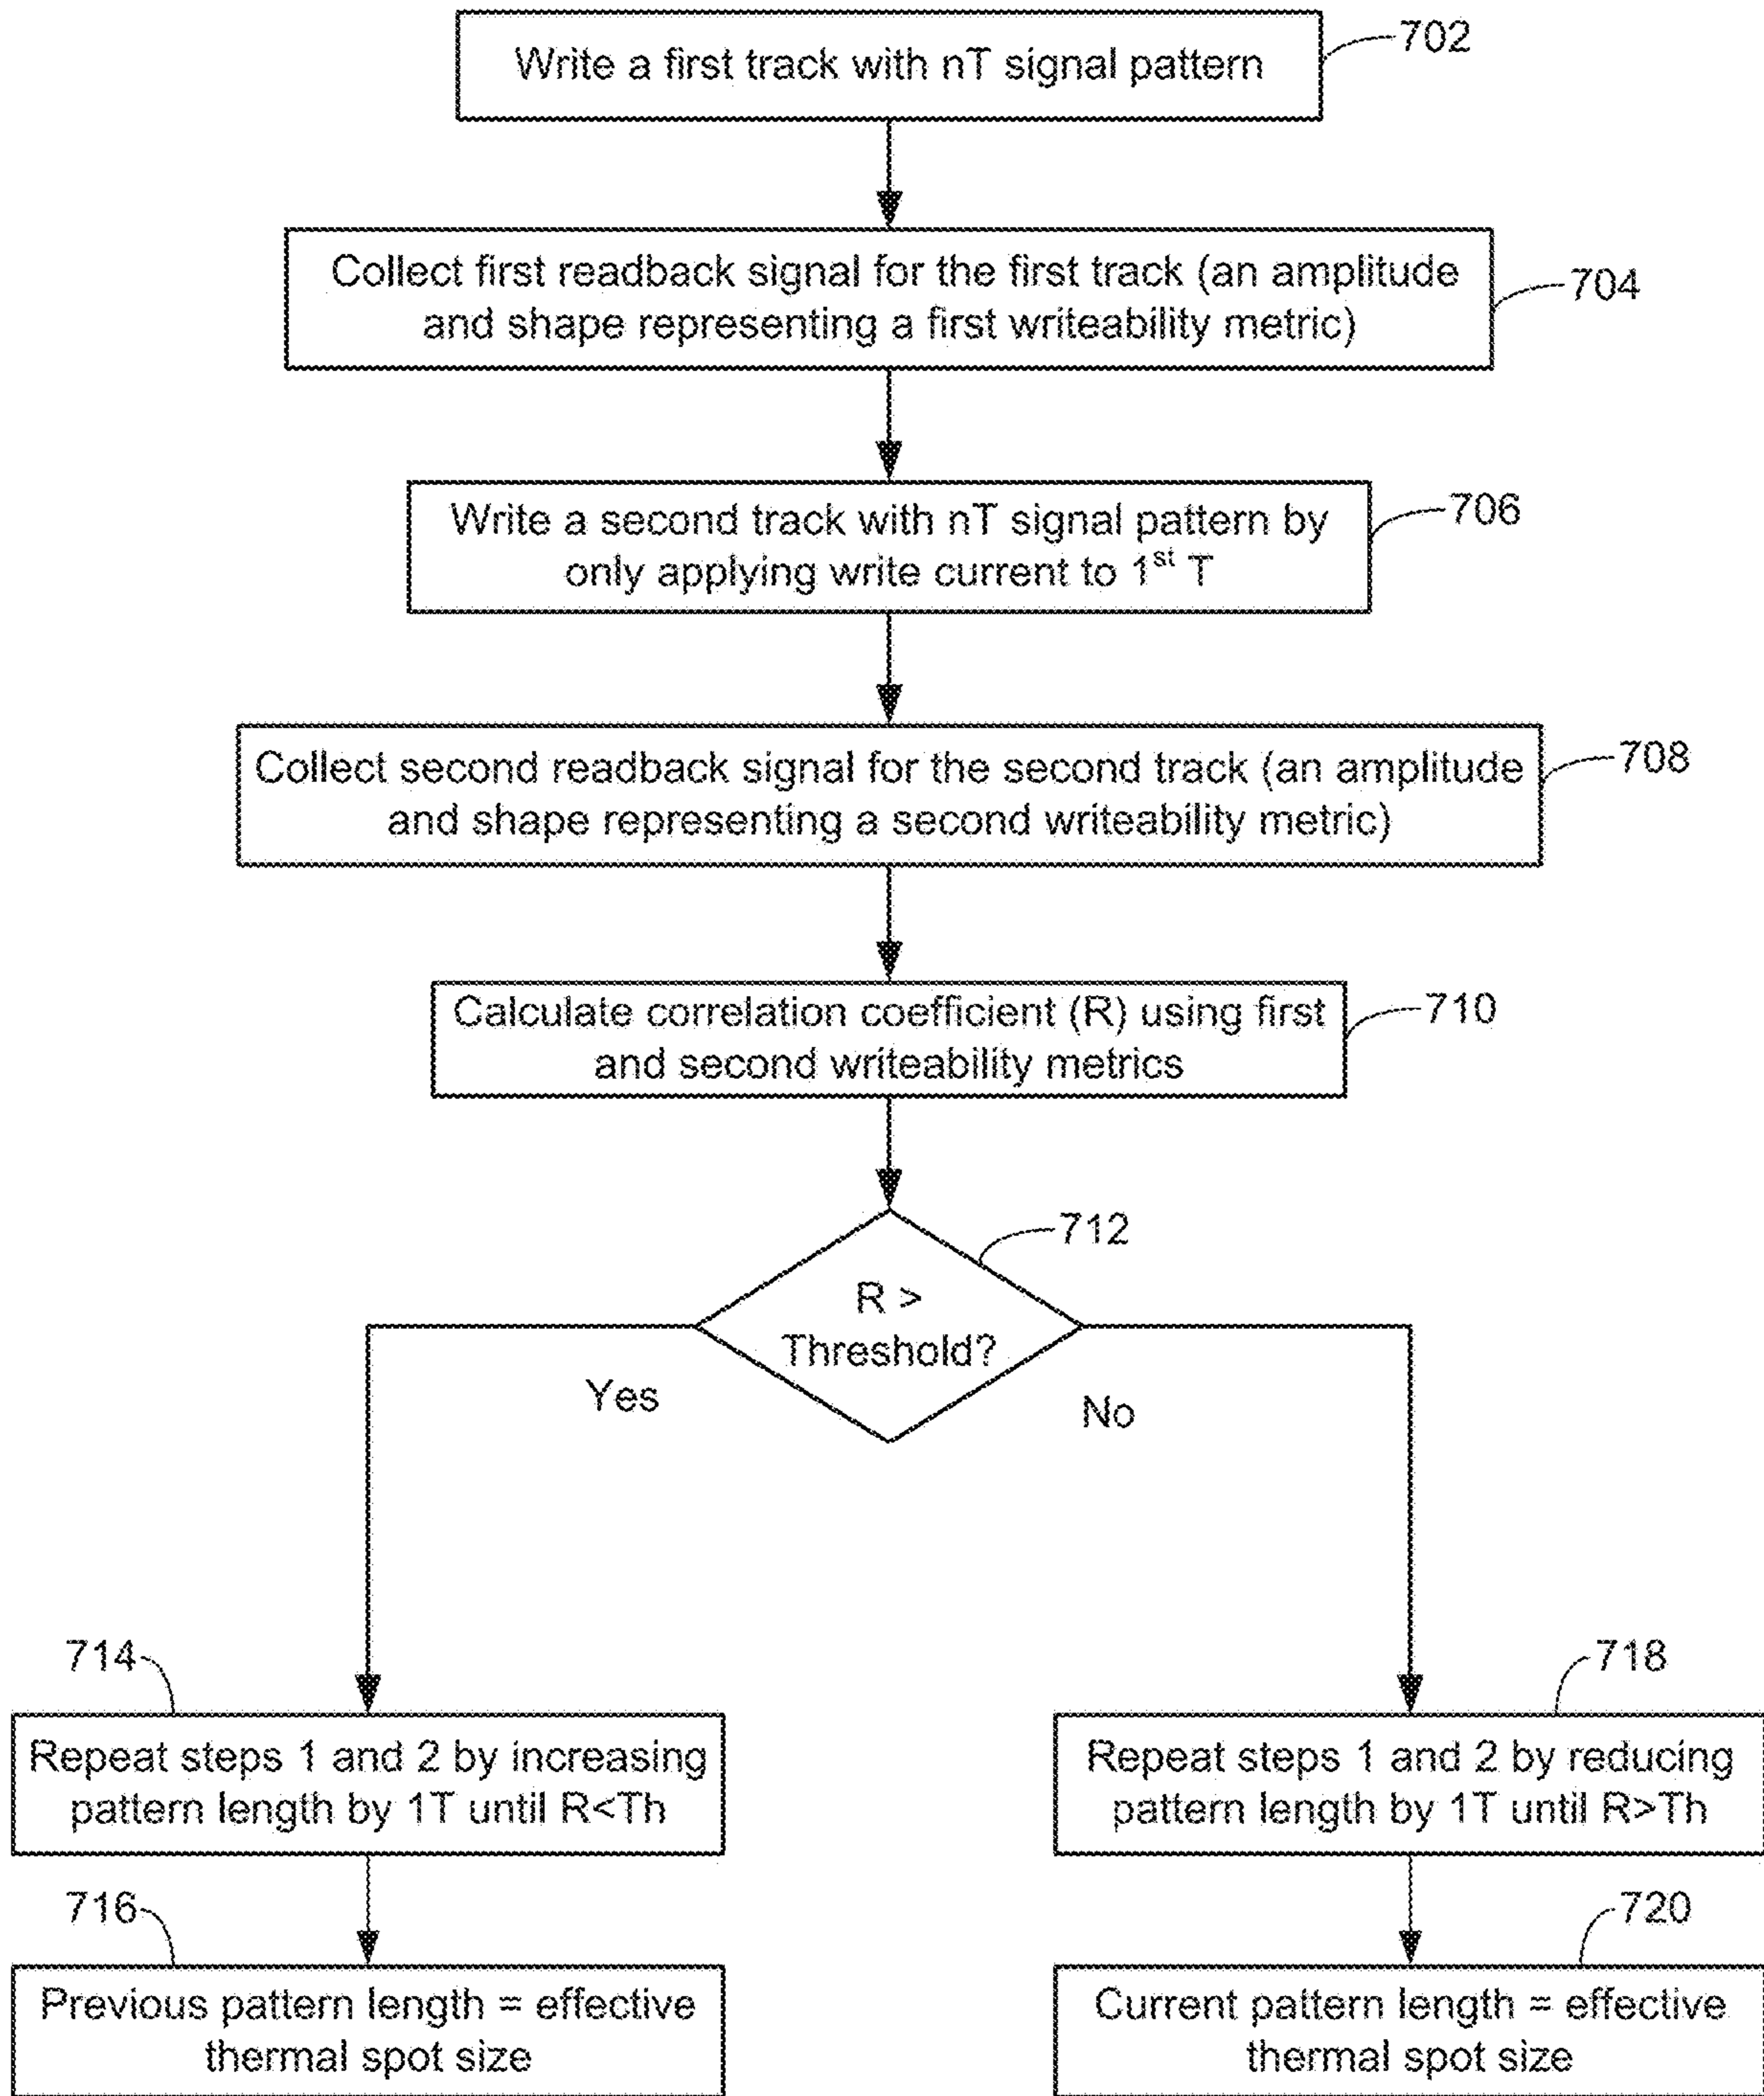 Write a first track with nT signal pattern
702
Collect first readback signal for the first track (an amplitude
and shape representing a first writeability metric)
704
Write a second track with nT signal pattern by
only applying write current to 1st T
706
Collect second readback signal for the second track (an amplitude
and shape representing a second writeability metric)
708
Calculate correlation coefficient (R) using first
and second writeability metrics
710
712
R >
Threshold?
Yes
No
714
Repeat steps 1 and 2 by increasing
pattern length by 1T until R<Th
718
Repeat steps 1 and 2 by reducing
pattern length by 1T until R>Th
716
Previous pattern length = effective
thermal spot size
720
Current pattern length = effective
thermal spot size